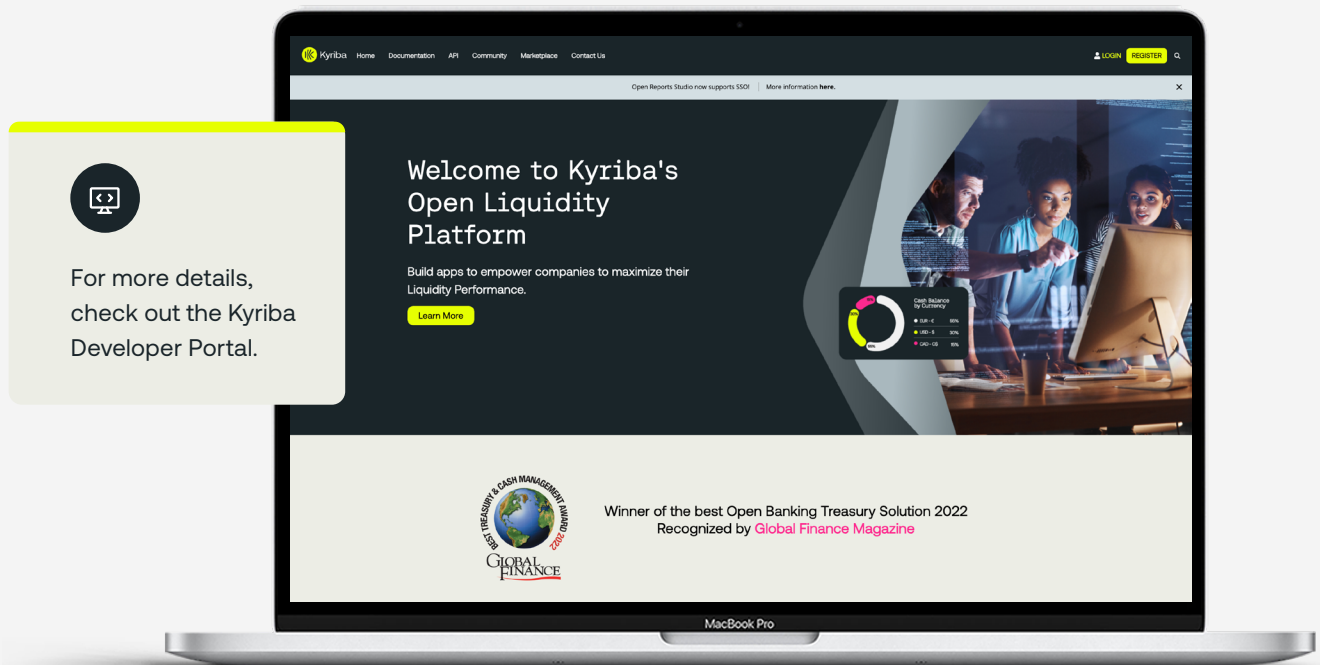 Kyriba Home Documentation API Community Marketplace Contact Us LOGIN REGISTER
Open Reports Studio now supports SSO! More information here.
For more details,
check out the Kyriba
Developer Portal.
Welcome to Kyriba's
Open Liquidity
Platform
Build apps to empower companies to maximize their
Liquidity Performance.
Learn More
Cash Balance
by Currency
EUR - €
USD - $
CAD - C$
BEST TREASURY & CASH MANAGEMENT AWARD 2022
GLOBAL
FINANCE
Winner of the best Open Banking Treasury Solution 2022
Recognized by Global Finance Magazine
MacBook Pro